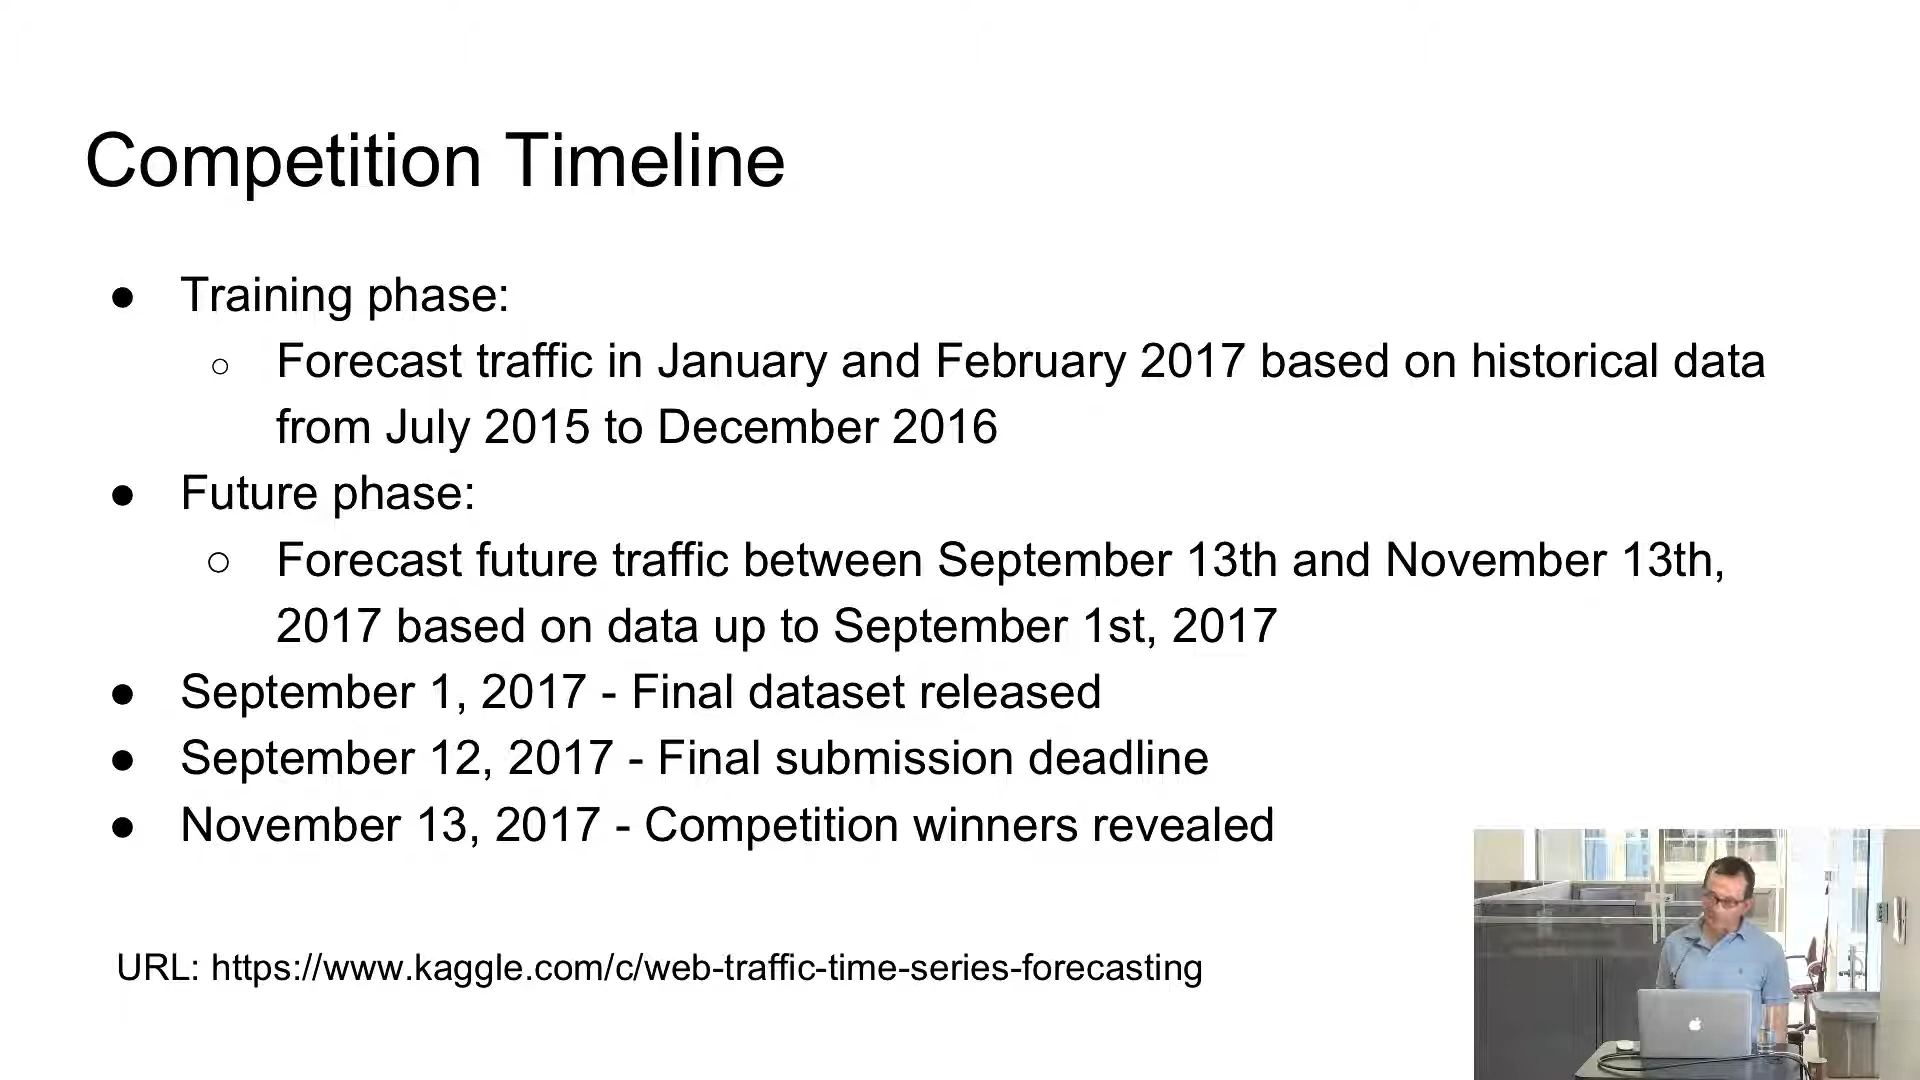 Competition Timeline
● Training phase:
○ Forecast traffic in January and February 2017 based on historical data
from July 2015 to December 2016
● Future phase:
○ Forecast future traffic between September 13th and November 13th,
2017 based on data up to September 1st, 2017
● September 1, 2017 - Final dataset released
● September 12, 2017 - Final submission deadline
● November 13, 2017 - Competition winners revealed
URL: https://www.kaggle.com/c/web-traffic-time-series-forecasting